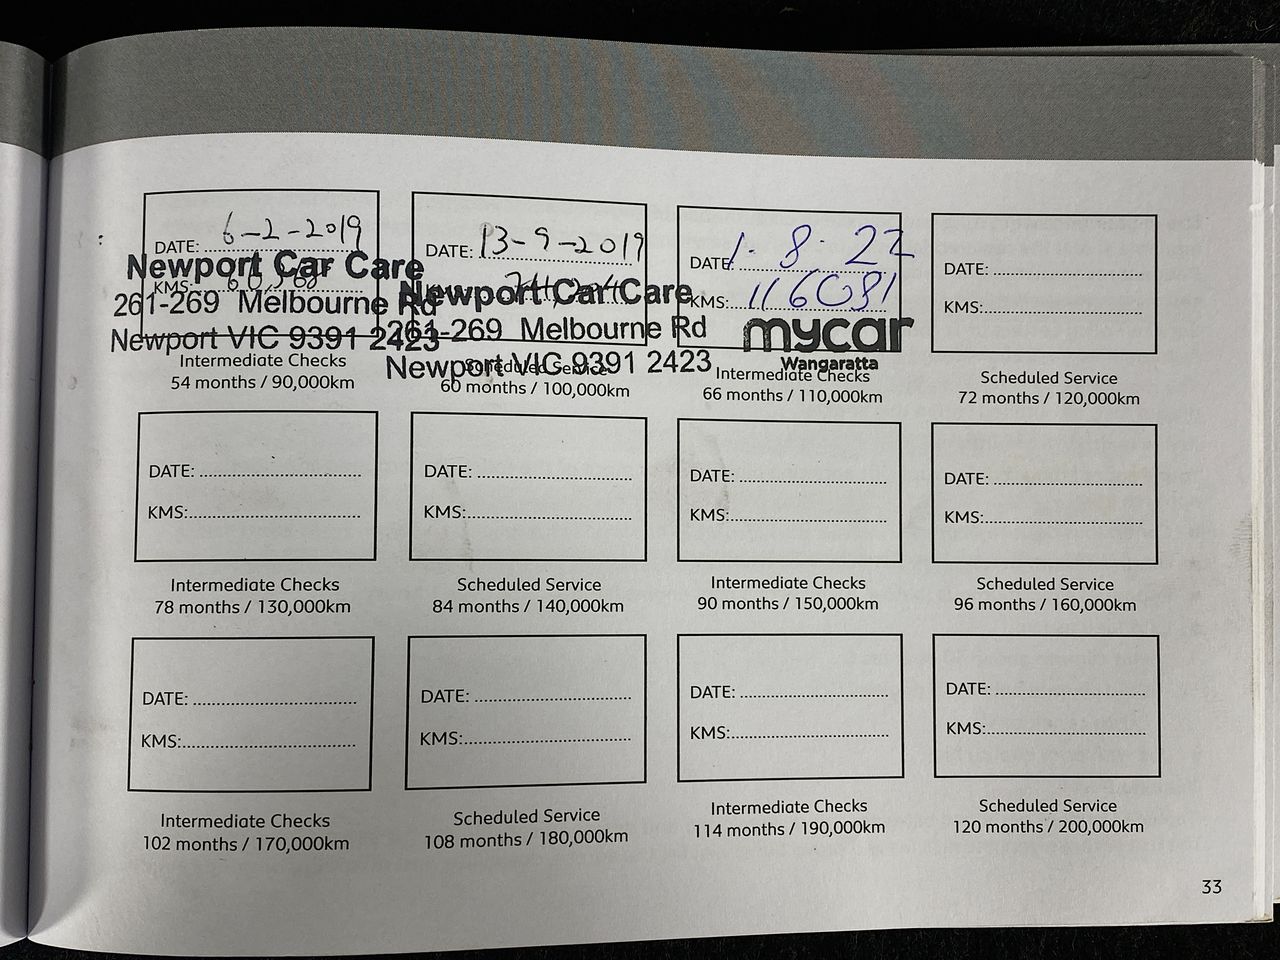 DATE: 6-2-2019
Newport Car Care
KMS:
261-269 Melbourne Rd
Newport VIC 9391 2423
Intermediate Checks
54 months / 90,000km
DATE: 13-9-2019
Newport Car Care
261-269 Melbourne Rd
Newport VIC 9391 2423
Scheduled Service
60 months / 100,000km
DATE: 1. 8. 22
KMS: 116081
mycar
Wangaratta
Intermediate Checks
66 months / 110,000km
DATE:
KMS:
Scheduled Service
72 months / 120,000km
DATE:
KMS:
Intermediate Checks
78 months / 130,000km
DATE:
KMS:
Scheduled Service
84 months / 140,000km
DATE:
KMS:
Intermediate Checks
90 months / 150,000km
DATE:
KMS:
Scheduled Service
96 months / 160,000km
DATE:
KMS:
Intermediate Checks
102 months / 170,000km
DATE:
KMS:
Scheduled Service
108 months / 180,000km
DATE:
KMS:
Intermediate Checks
114 months / 190,000km
DATE:
KMS:
Scheduled Service
120 months / 200,000km
33